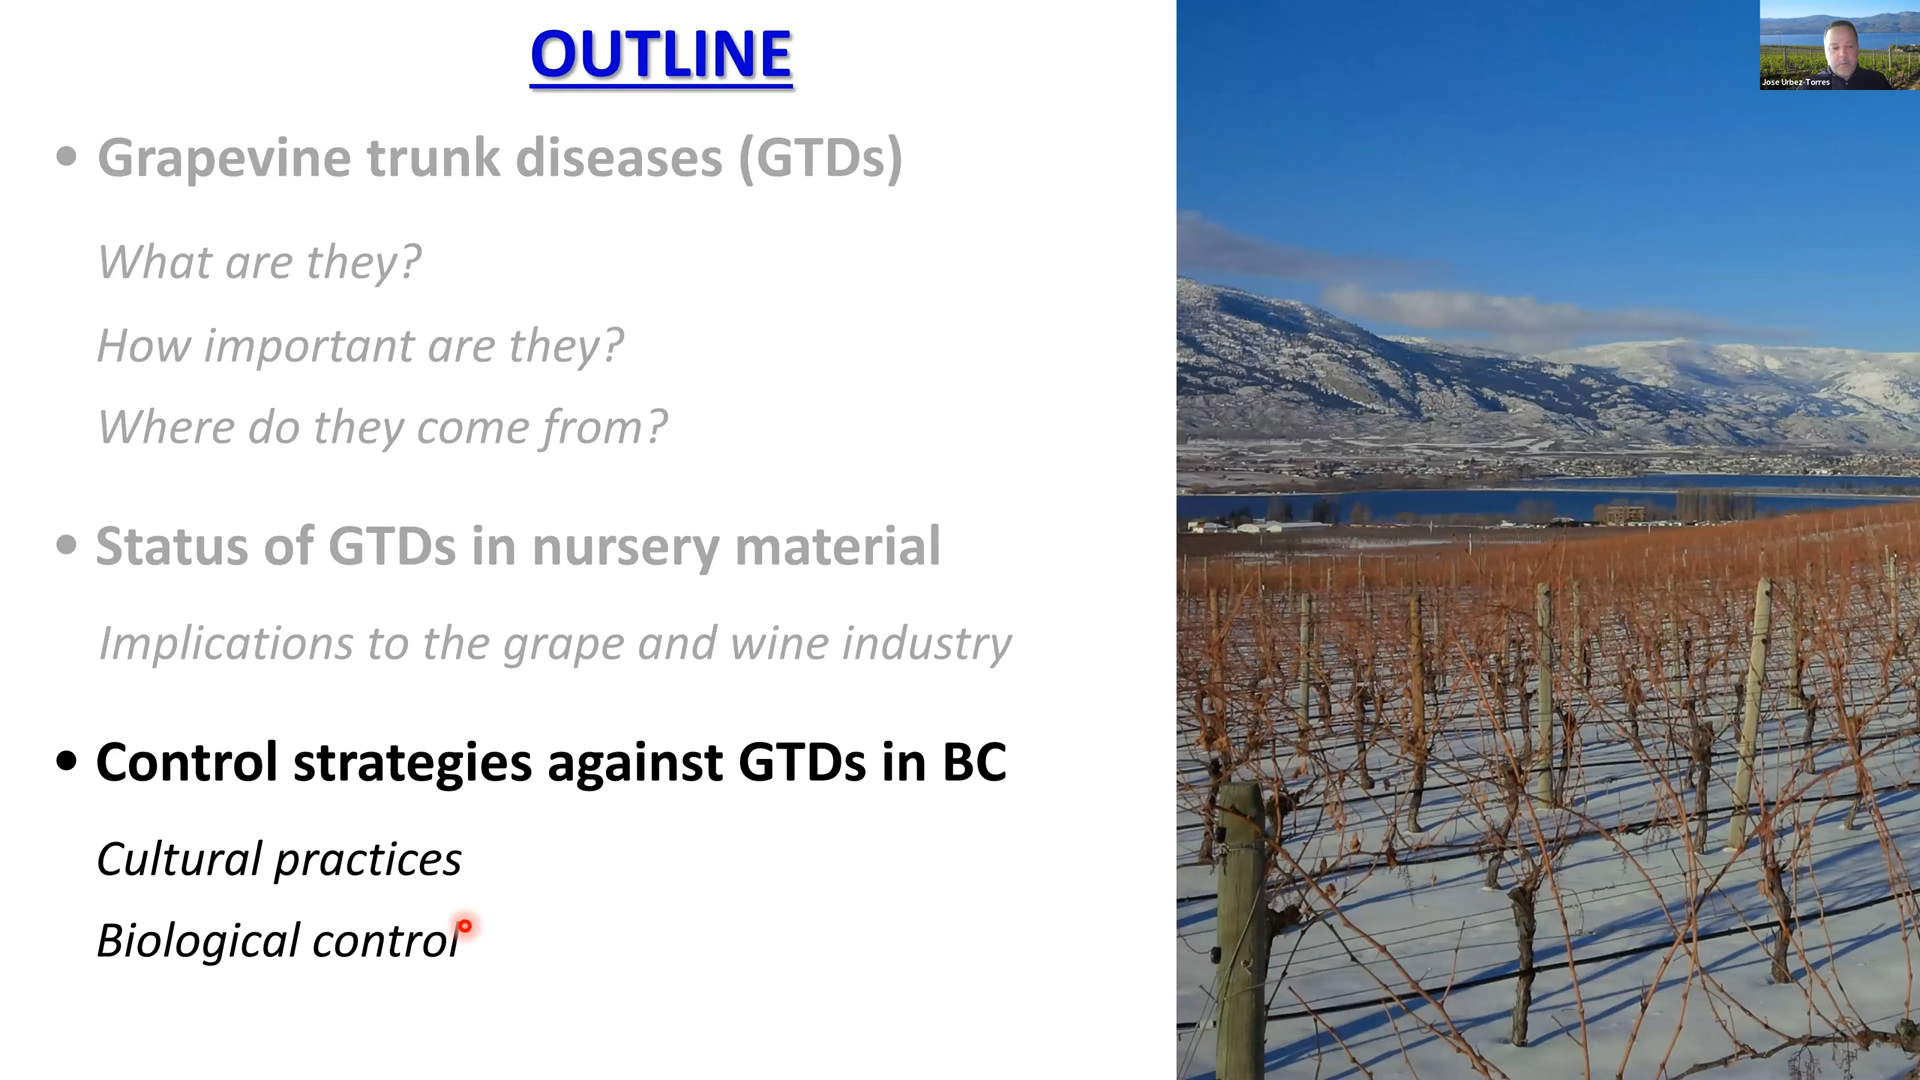 OUTLINE
• Grapevine trunk diseases (GTDs)
What are they?
How important are they?
Where do they come from?
• Status of GTDs in nursery material
Implications to the grape and wine industry
• Control strategies against GTDs in BC
Cultural practices
Biological control
Jose Urbez-Torres